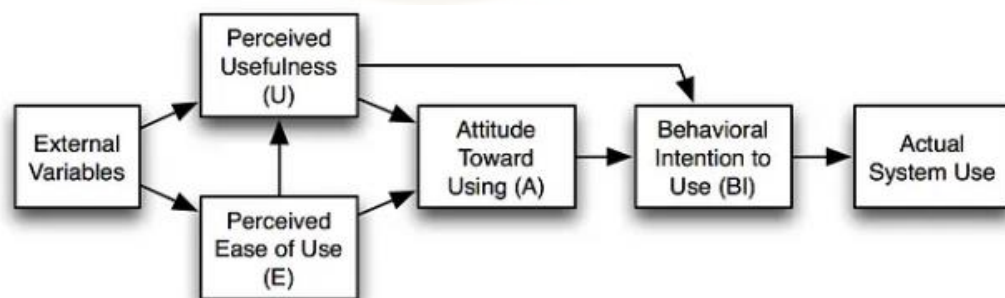 External
Variables
Perceived
Usefulness
(U)
Perceived
Ease of Use
(E)
Attitude
Toward
Using (A)
Behavioral
Intention to
Use (BI)
Actual
System Use